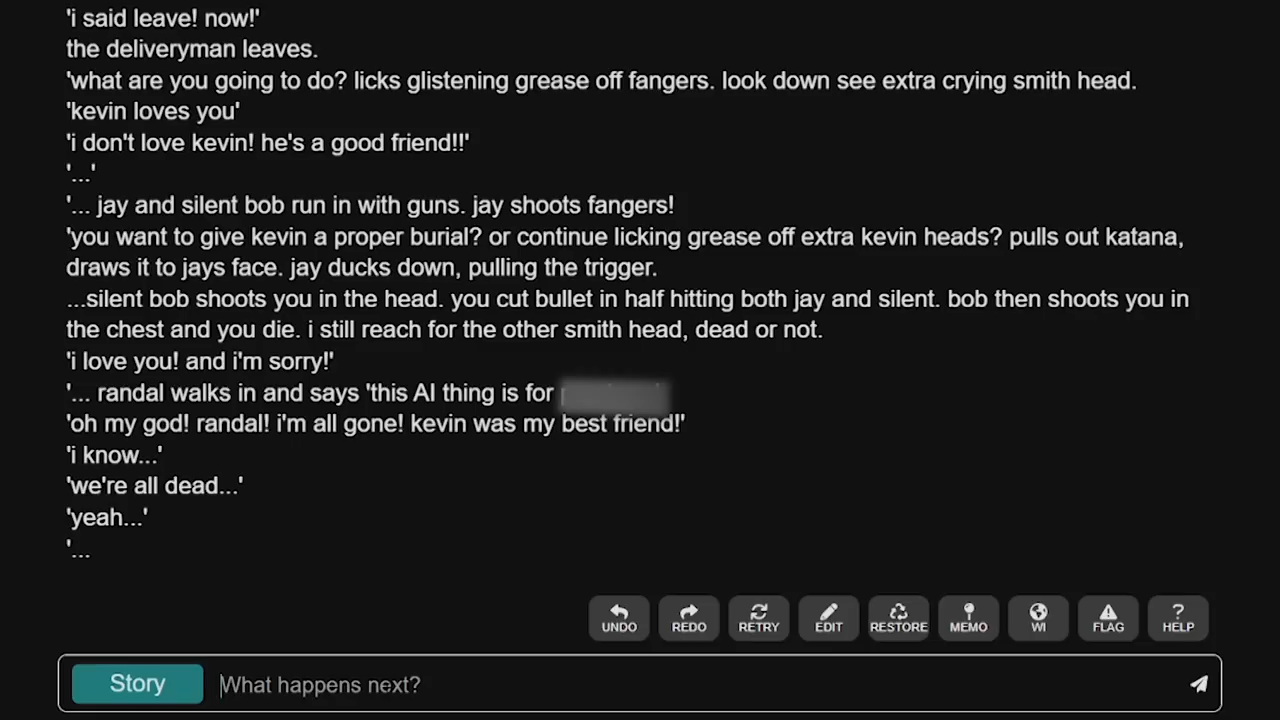 'i said leave! now!'
the deliveryman leaves.
'what are you going to do? licks glistening grease off fangers. look down see extra crying smith head.
'kevin loves you'
'i don't love kevin! he's a good friend!!'
'...'
'... jay and silent bob run in with guns. jay shoots fangers!
'you want to give kevin a proper burial? or continue licking grease off extra kevin heads? pulls out katana,
draws it to jays face. jay ducks down, pulling the trigger.
...silent bob shoots you in the head. you cut bullet in half hitting both jay and silent. bob then shoots you in
the chest and you die. i still reach for the other smith head, dead or not.
'i love you! and i'm sorry!'
'... randal walks in and says 'this AI thing is for
'oh my god! randal! i'm all gone! kevin was my best friend!'
'i know...'
'we're all dead...'
'yeah...'
'...
UNDO REDO RETRY EDIT RESTORE MEMO WI FLAG ? HELP
Story What happens next?